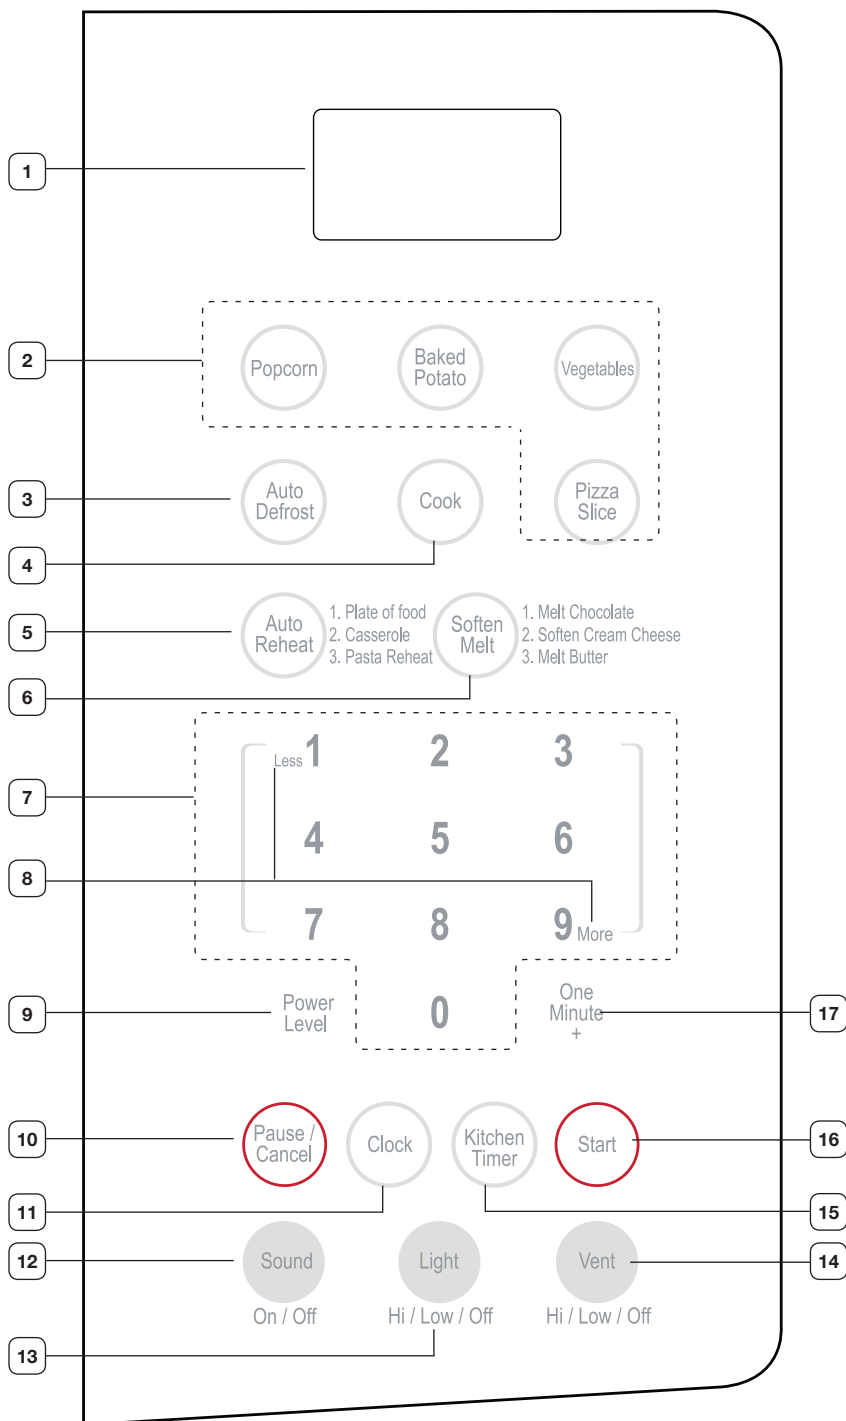 1
2
Popcorn
Baked
Potato
Vegetables
3
Auto
Defrost
Cook
Pizza
Slice
4
5
Auto
Reheat
1. Plate of food
2. Casserole
3. Pasta Reheat
Soften
Melt
1. Melt Chocolate
2. Soften Cream Cheese
3. Melt Butter
6
7
Less 1 2 3
4 5 6
8
7 8 9 More
9
Power
Level
0
One
Minute
+
17
10
Pause /
Cancel
Clock
Kitchen
Timer
Start
16
11
15
12
Sound
Light
Vent
14
On / Off
Hi / Low / Off
Hi / Low / Off
13